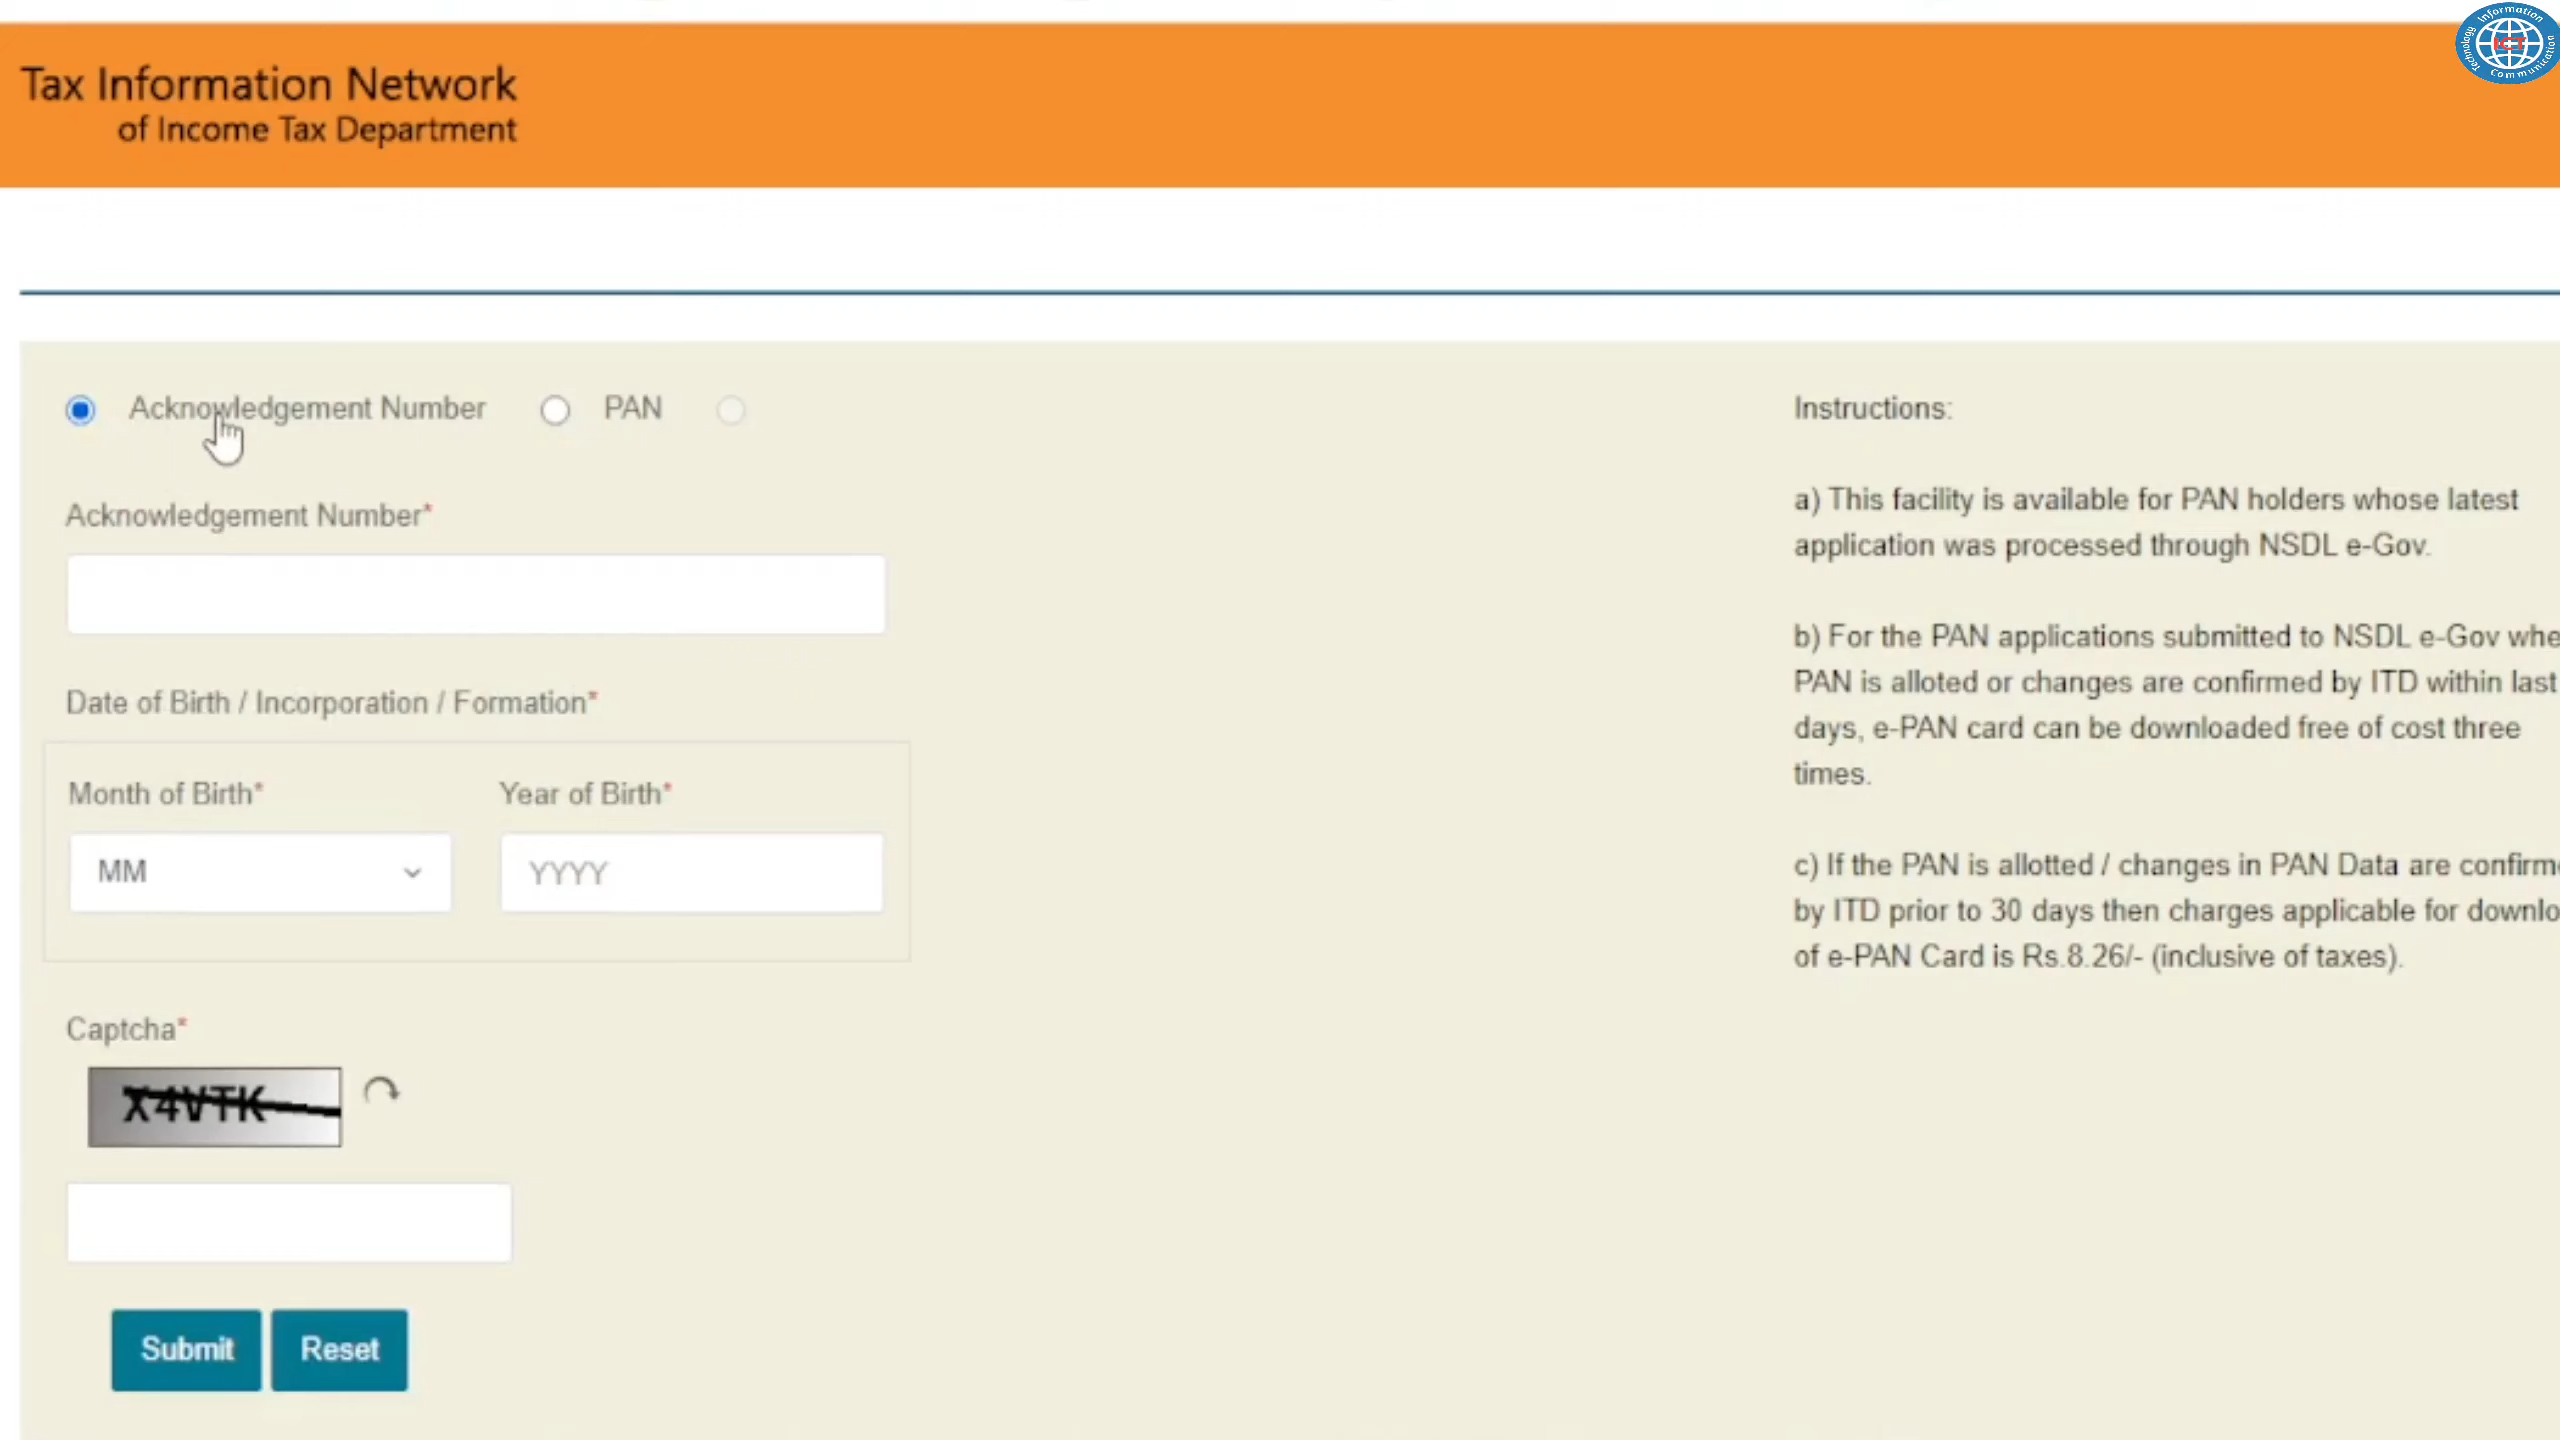 Information
Communication
Technology
ICT
Tax Information Network
of Income Tax Department
Acknowledgement Number PAN
Acknowledgement Number*
Date of Birth / Incorporation / Formation*
Month of Birth* Year of Birth*
MM YYYY
Captcha*
X4VTK
Submit Reset
Instructions:
a) This facility is available for PAN holders whose latest
application was processed through NSDL e-Gov.
b) For the PAN applications submitted to NSDL e-Gov whe
PAN is alloted or changes are confirmed by ITD within last
days, e-PAN card can be downloaded free of cost three
times.
c) If the PAN is allotted / changes in PAN Data are confirm
by ITD prior to 30 days then charges applicable for downlo
of e-PAN Card is Rs.8.26/- (inclusive of taxes).